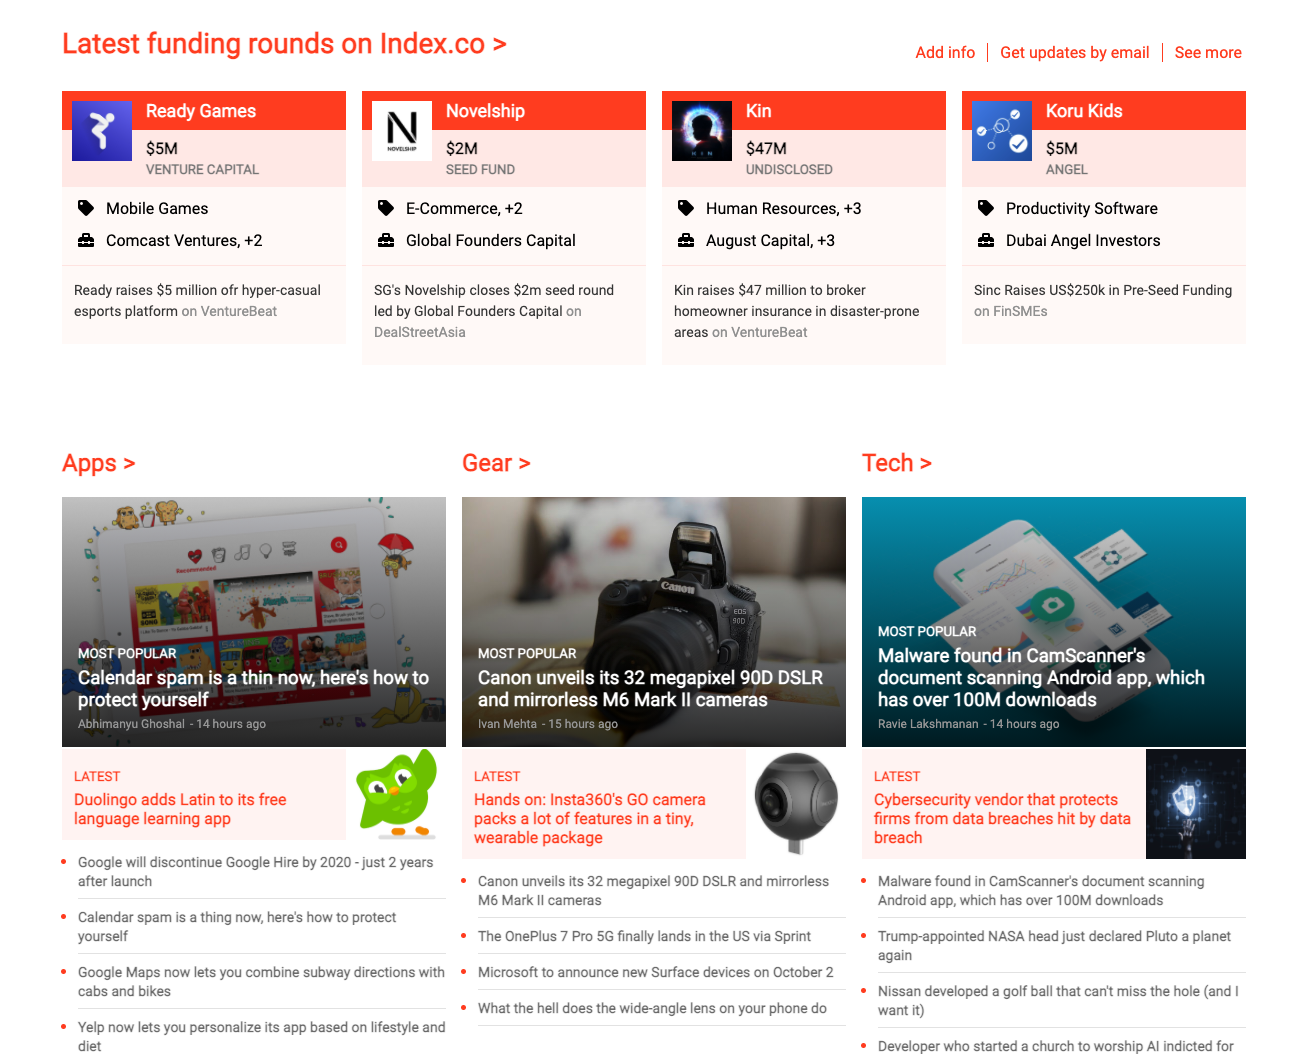 Latest funding rounds on Index.co >
Add info
Get updates by email
See more
Ready Games
$5M
VENTURE CAPITAL
Mobile Games
Comcast Ventures, +2
Ready raises $5 million ofr hyper-casual
esports platform on VentureBeat
NOVELSHIP
Novelship
$2M
SEED FUND
E-Commerce, +2
Global Founders Capital
SG's Novelship closes $2m seed round
led by Global Founders Capital on
DealStreetAsia
KIN
Kin
$47M
UNDISCLOSED
Human Resources, +3
August Capital, +3
Kin raises $47 million to broker
homeowner insurance in disaster-prone
areas on VentureBeat
Koru Kids
$5M
ANGEL
Productivity Software
Dubai Angel Investors
Sinc Raises US$250k in Pre-Seed Funding
on FinSMEs
Apps >
Recommended
MOST POPULAR
Calendar spam is a thin now, here's how to
protect yourself
Abhimanyu Ghoshal - 14 hours ago
LATEST
Duolingo adds Latin to its free
language learning app
Google will discontinue Google Hire by 2020 - just 2 years
after launch
Calendar spam is a thing now, here's how to protect
yourself
Google Maps now lets you combine subway directions with
cabs and bikes
Yelp now lets you personalize its app based on lifestyle and
diet
Gear >
Canon
EOS
90D
MOST POPULAR
Canon unveils its 32 megapixel 90D DSLR
and mirrorless M6 Mark II cameras
Ivan Mehta - 15 hours ago
LATEST
Hands on: Insta360's GO camera
packs a lot of features in a tiny,
wearable package
Canon unveils its 32 megapixel 90D DSLR and mirrorless
M6 Mark II cameras
The OnePlus 7 Pro 5G finally lands in the US via Sprint
Microsoft to announce new Surface devices on October 2
What the hell does the wide-angle lens on your phone do
Tech >
MOST POPULAR
Malware found in CamScanner's
document scanning Android app, which
has over 100M downloads
Ravie Lakshmanan - 14 hours ago
LATEST
Cybersecurity vendor that protects
firms from data breaches hit by data
breach
Malware found in CamScanner's document scanning
Android app, which has over 100M downloads
Trump-appointed NASA head just declared Pluto a planet
again
Nissan developed a golf ball that can't miss the hole (and I
want it)
Developer who started a church to worship AI indicted for